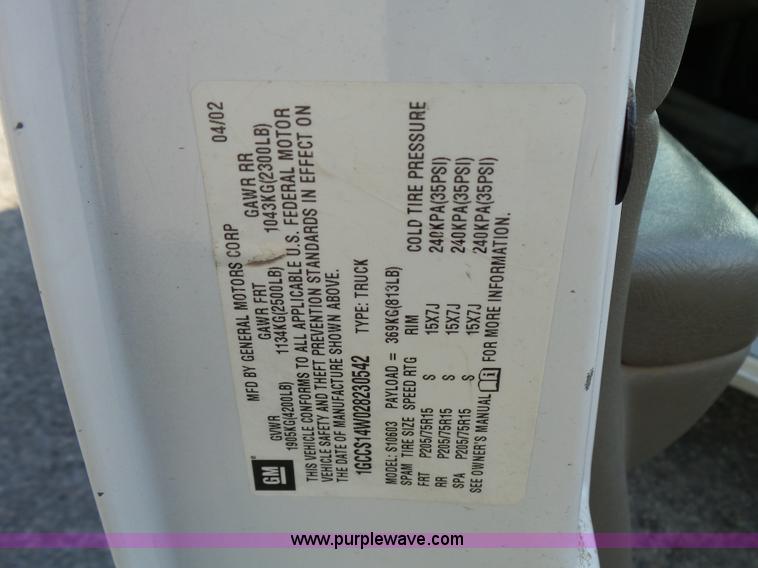 GM
MFD BY GENERAL MOTORS CORP 04/02
GVWR GAWR FRT GAWR RR
1905KG(4200LB) 1134KG(2500LB) 1043KG(2300LB)
THIS VEHICLE CONFORMS TO ALL APPLICABLE U.S. FEDERAL MOTOR
VEHICLE SAFETY AND THEFT PREVENTION STANDARDS IN EFFECT ON
THE DATE OF MANUFACTURE SHOWN ABOVE.
1GCCS14W028230542 TYPE: TRUCK
MODEL: S10603 PAYLOAD = 369KG(813LB)
SPAM TIRE SIZE SPEED RTG RIM COLD TIRE PRESSURE
FRT P205/75R15 S 15X7J 240KPA(35PSI)
RR P205/75R15 S 15X7J 240KPA(35PSI)
SPA P205/75R15 S 15X7J 240KPA(35PSI)
SEE OWNER'S MANUAL FOR MORE INFORMATION.
www.purplewave.com